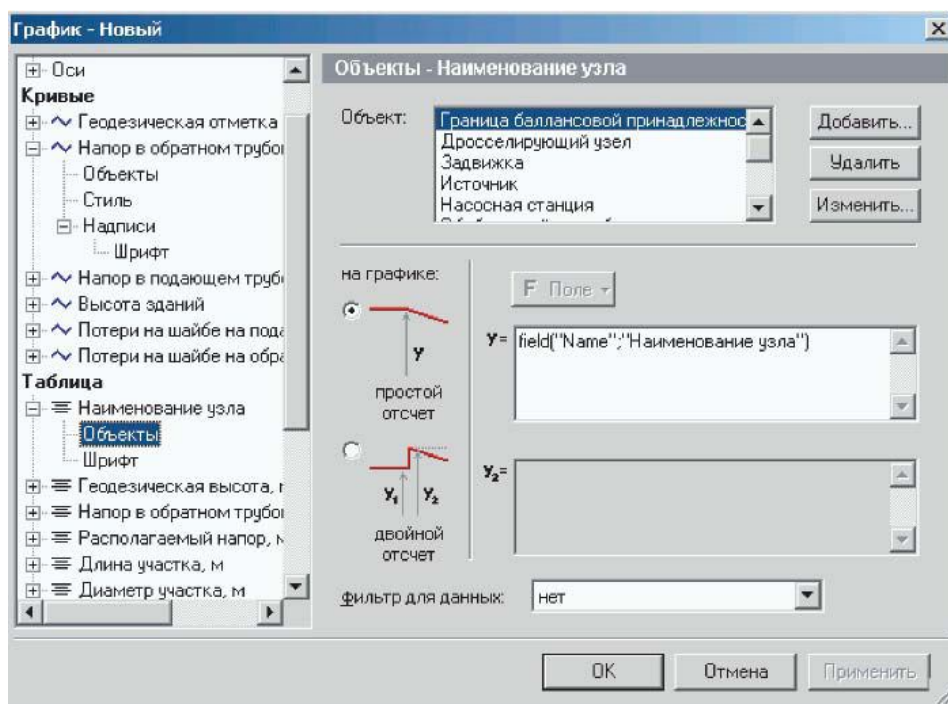 График - Новый
Оси
Кривые
Геодезическая отметка
Напор в обратном трубо
Объекты
Стиль
Надписи
Шрифт
Напор в подающем труб
Высота зданий
Потери на шайбе на пода
Потери на шайбе на обра
Таблица
Наименование узла
Объекты
Шрифт
Геодезическая высота,
Напор в обратном трубо
Располагаемый напор,
Длина участка, м
Диаметр участка, м
Объекты - Наименование узла
Объект:
Граница баллансовой принадлежнос
Дросселирующий узел
Задвижка
Источник
Насосная станция
Добавить...
Удалить
Изменить...
на графике:
Y
простой
отсчет
Y₁ Y₂
двойной
отсчет
F Поле
Y= field("Name";"Наименование узла")
Y₂=
фильтр для данных: нет
OK
Отмена
Применить